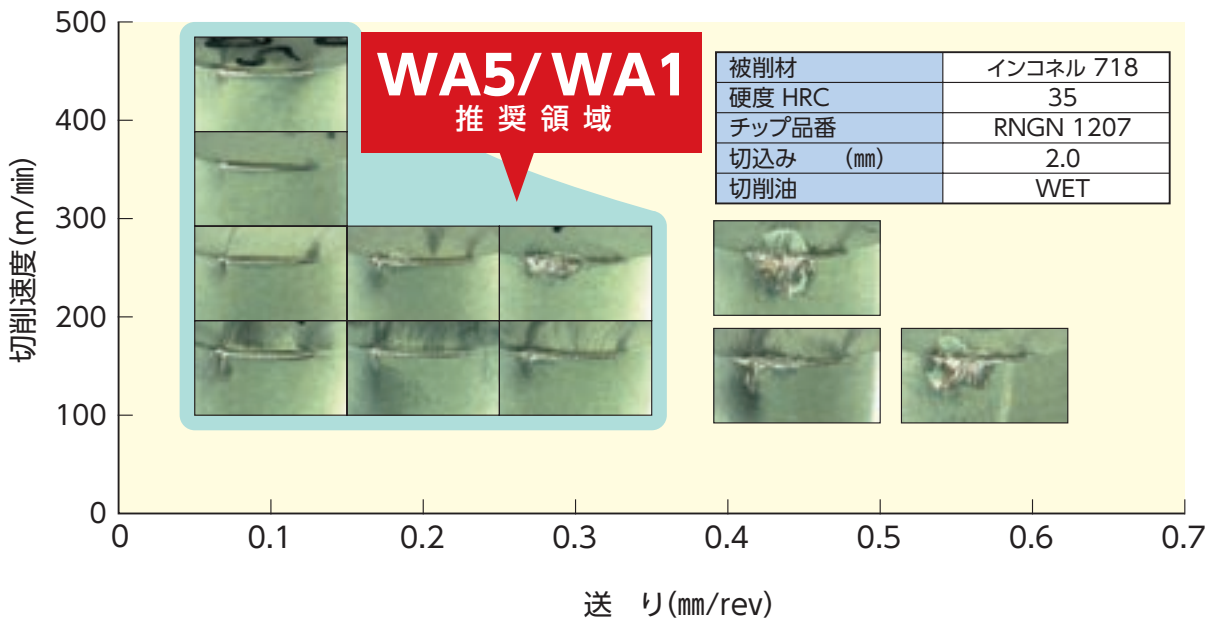 500
400
300
200
100
0
切削速度(m/min)
WA5/WA1
推奨領域
被削材 インコネル 718
硬度 HRC 35
チップ品番 RNGN 1207
切込み (㎜) 2.0
切削油 WET
0 0.1 0.2 0.3 0.4 0.5 0.6 0.7
送 り(㎜/rev)